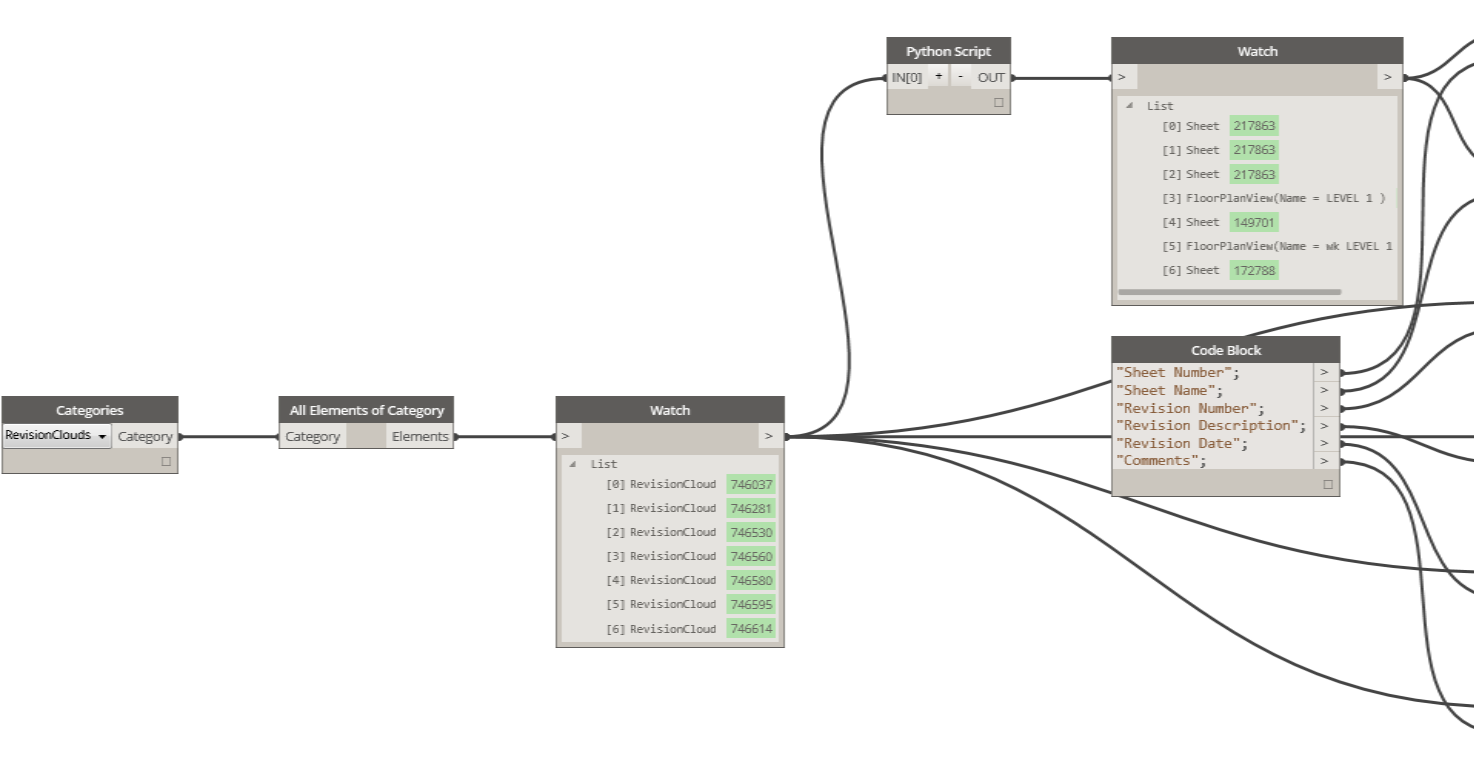 Categories
RevisionClouds Category
All Elements of Category
Category Elements
Watch
> >
List
[0] RevisionCloud 746037
[1] RevisionCloud 746281
[2] RevisionCloud 746530
[3] RevisionCloud 746560
[4] RevisionCloud 746580
[5] RevisionCloud 746595
[6] RevisionCloud 746614
Python Script
IN[0] + - OUT
Watch
> >
List
[0] Sheet 217863
[1] Sheet 217863
[2] Sheet 217863
[3] FloorPlanView(Name = LEVEL 1 )
[4] Sheet 149701
[5] FloorPlanView(Name = wk LEVEL 1
[6] Sheet 172788
Code Block
"Sheet Number"; >
"Sheet Name"; >
"Revision Number"; >
"Revision Description"; >
"Revision Date"; >
"Comments"; >